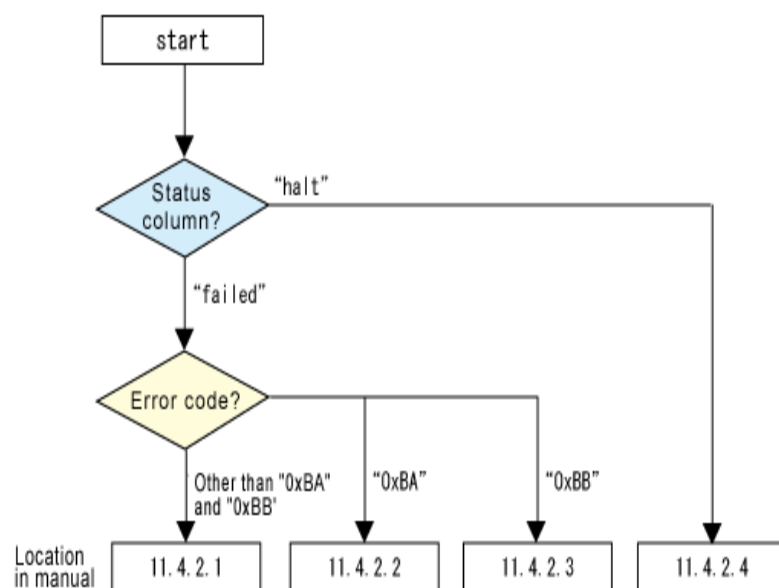 start
Status
column?
“halt”
“failed”
Error code?
Other than "0xBA"
and "0xBB'
“0xBA”
“0xBB”
Location
in manual
11.4.2.1
11.4.2.2
11.4.2.3
11.4.2.4